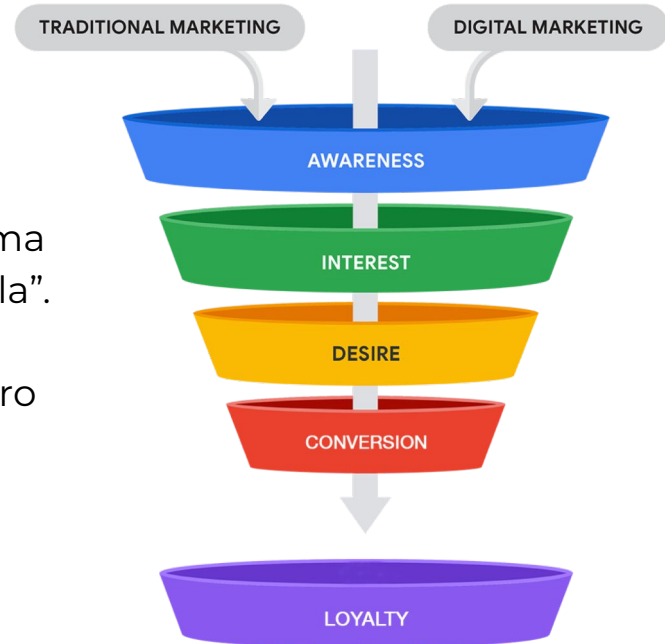 TRADITIONAL MARKETING
DIGITAL MARKETING
AWARENESS
ma
la”.
INTEREST
DESIRE
ro
CONVERSION
LOYALTY